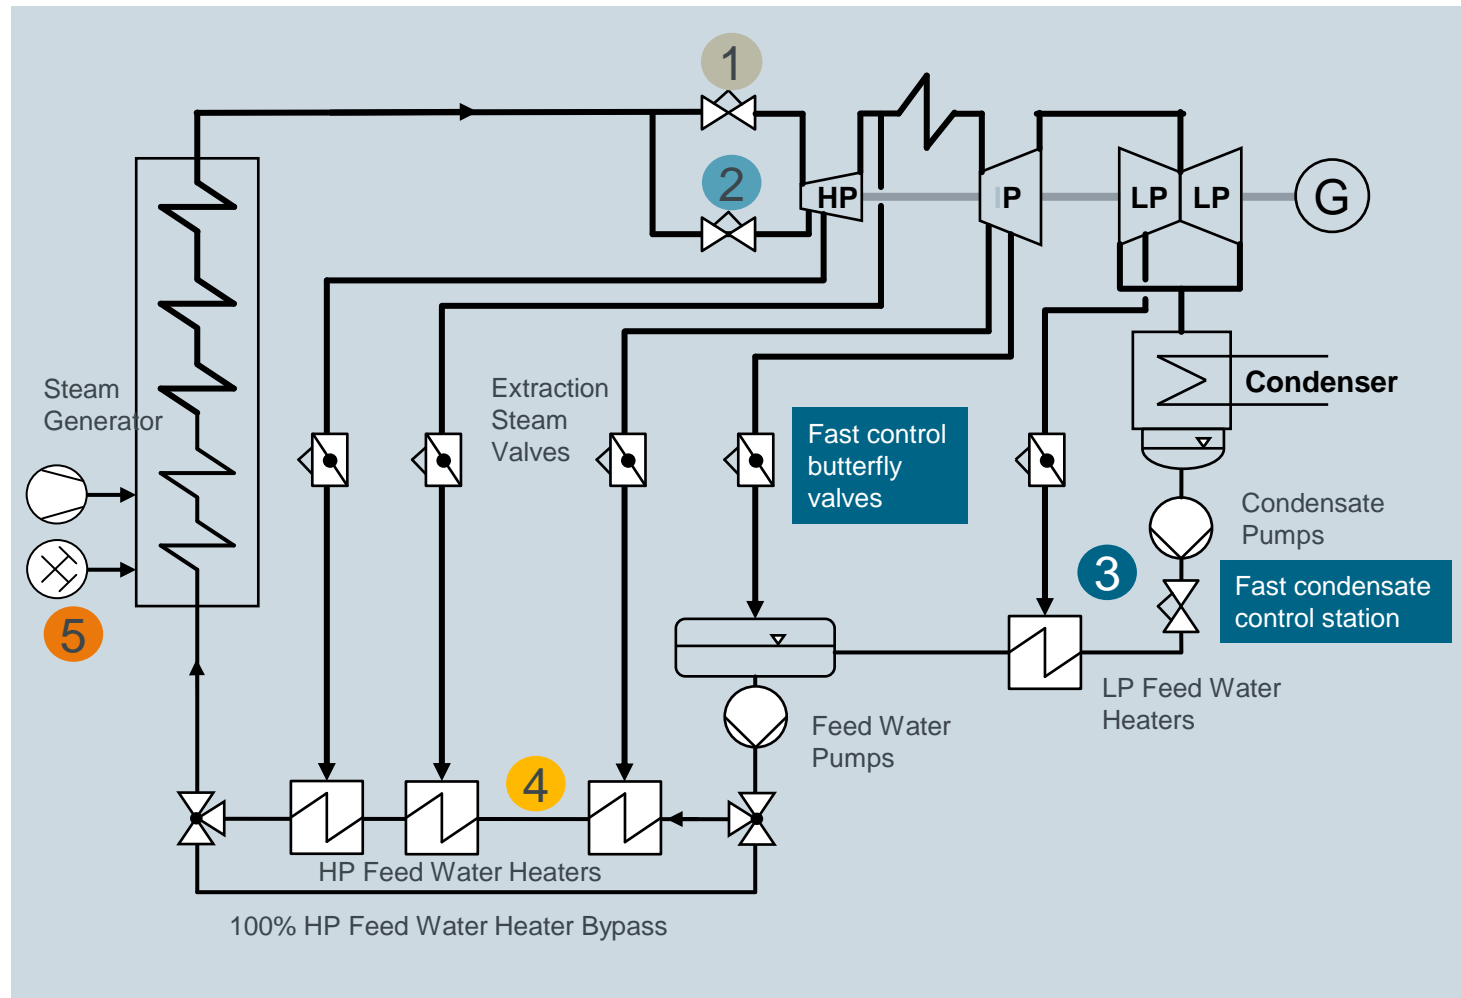 1
2
HP
IP
LP
LP
G
Steam
Generator
Extraction
Steam
Valves
Fast control
butterfly
valves
Condenser
Condensate
Pumps
3
Fast condensate
control station
5
LP Feed Water
Heaters
Feed Water
Pumps
4
HP Feed Water Heaters
100% HP Feed Water Heater Bypass